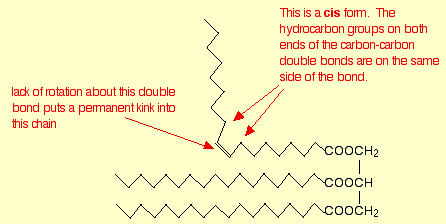 This is a cis form.  The
hydrocarbon groups on both
ends of the carbon-carbon
double bonds are on the same
side of the bond.
lack of rotation about this double
bond puts a permanent kink into
this chain
COOCH2
COOCH
COOCH2